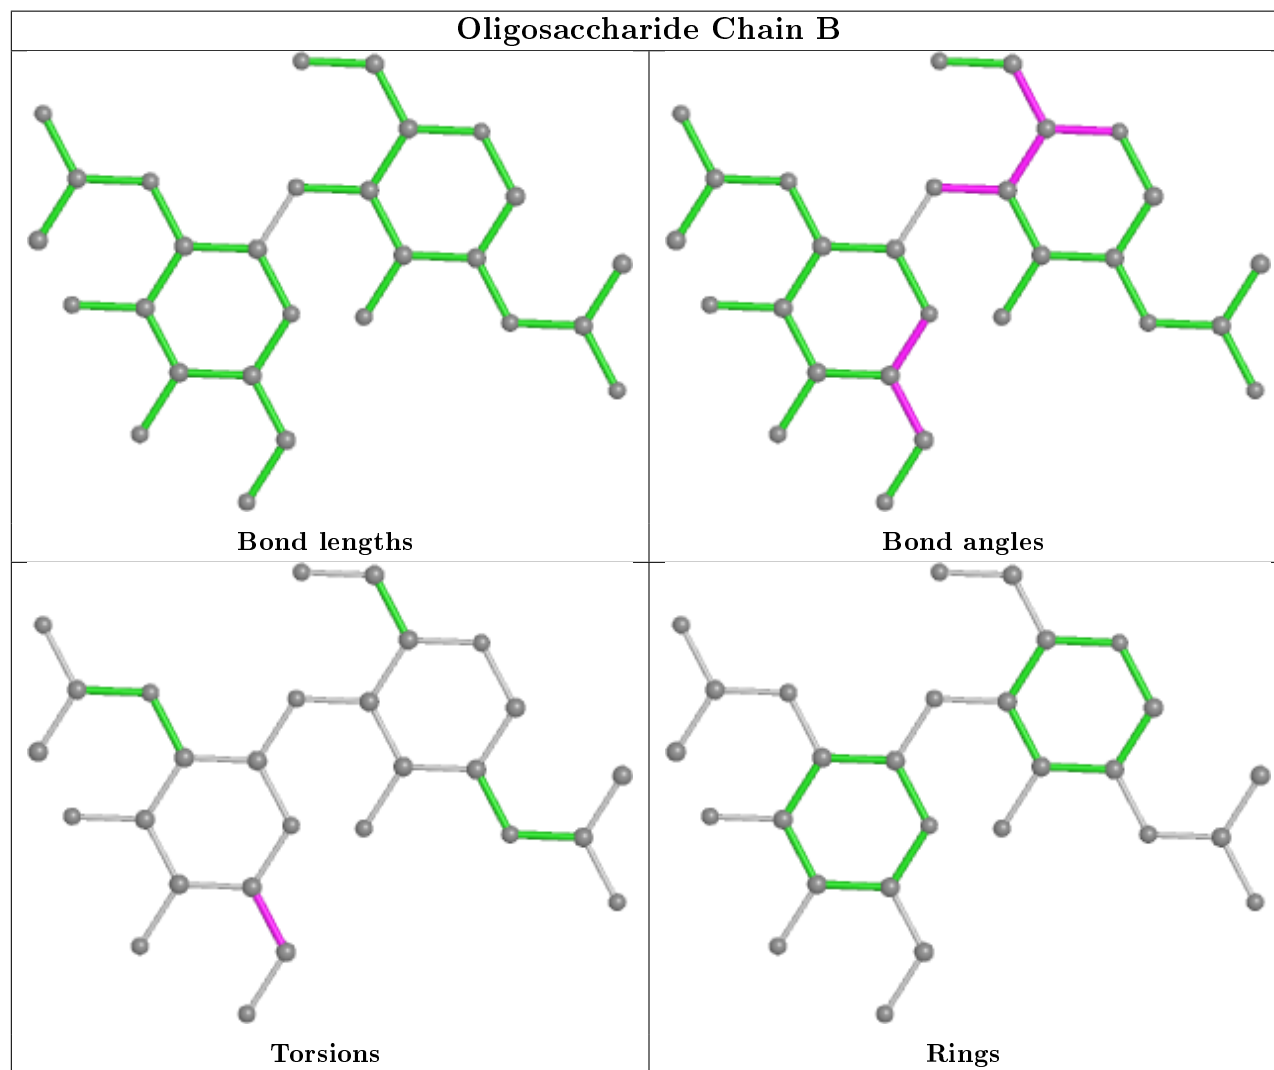 Oligosaccharide Chain B
Bond lengths
Bond angles
Torsions
Rings